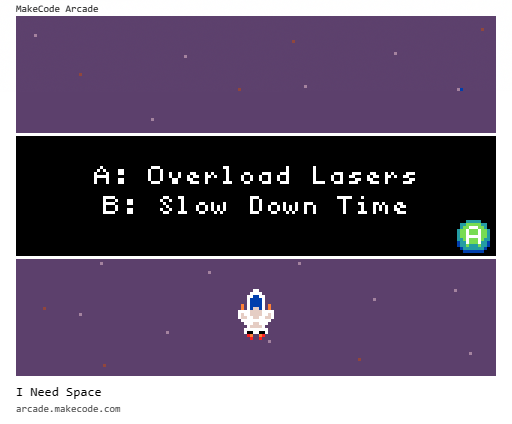 MakeCode Arcade
A: Overload Lasers
B: Slow Down Time
A
I Need Space
arcade.makecode.com